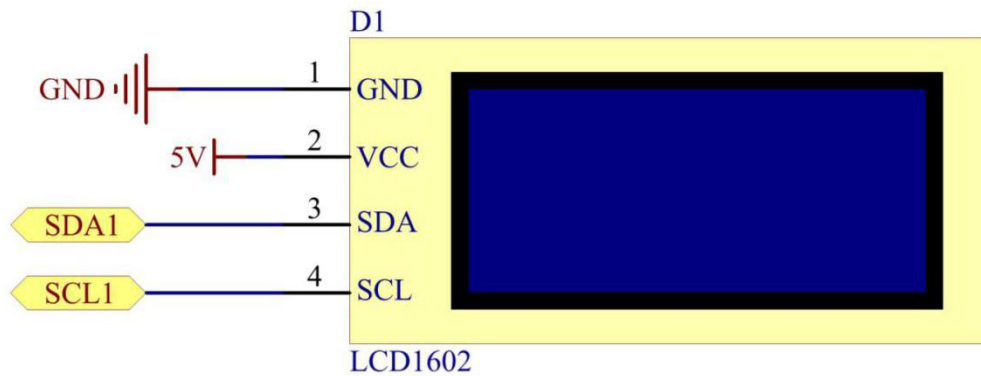 D1
GND 1 GND
5V 2 VCC
SDA1 3 SDA
SCL1 4 SCL
LCD1602